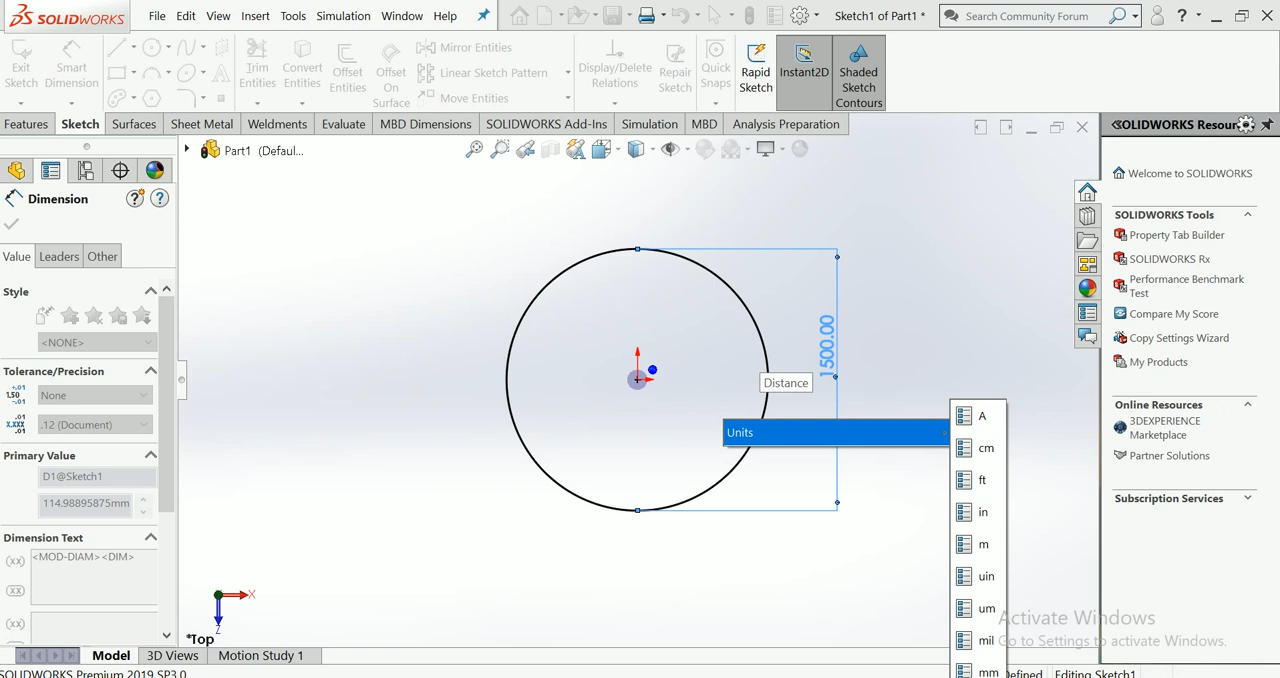 SOLIDWORKS File Edit View Insert Tools Simulation Window Help Sketch1 of Part1 * Search Community Forum ?
Exit Sketch
Smart Dimension
Trim Entities
Convert Entities
Offset Entities
Offset On Surface
Mirror Entities
Linear Sketch Pattern
Move Entities
Display/Delete Relations
Repair Sketch
Quick Snaps
Rapid Sketch
Instant2D
Shaded Sketch Contours
Features Sketch Surfaces Sheet Metal Weldments Evaluate MBD Dimensions SOLIDWORKS Add-Ins Simulation MBD Analysis Preparation
Part1 (Defaul...
Dimension
Value Leaders Other
Style
<NONE>
Tolerance/Precision
None
.12 (Document)
Primary Value
D1@Sketch1
114.98895875mm
Dimension Text
<MOD-DIAM><DIM>
(xx)
(xx)
(xx)
1500.00
Distance
Units
A
cm
ft
in
m
uin
um
mil
mm
X
Z
*Top
Model 3D Views Motion Study 1
SOLIDWORKS Premium 2019 SP3.0
Defined Editing Sketch1
SOLIDWORKS Resour
Welcome to SOLIDWORKS
SOLIDWORKS Tools
Property Tab Builder
SOLIDWORKS Rx
Performance Benchmark
Test
Compare My Score
Copy Settings Wizard
My Products
Online Resources
3DEXPERIENCE
Marketplace
Partner Solutions
Subscription Services
Activate Windows
Go to Settings to activate Windows.